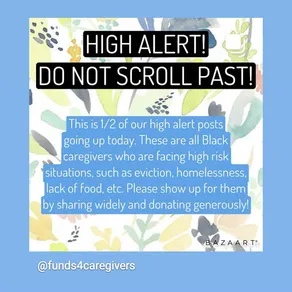 HIGH ALERT!
DO NOT SCROLL PAST!
This is 1/2 of our high alert posts
going up today. These are all Black
caregivers who are facing high risk
situations, such as eviction, homelessness,
lack of food, etc. Please show up for them
by sharing widely and donating generously!
BAZAART
@funds4caregivers